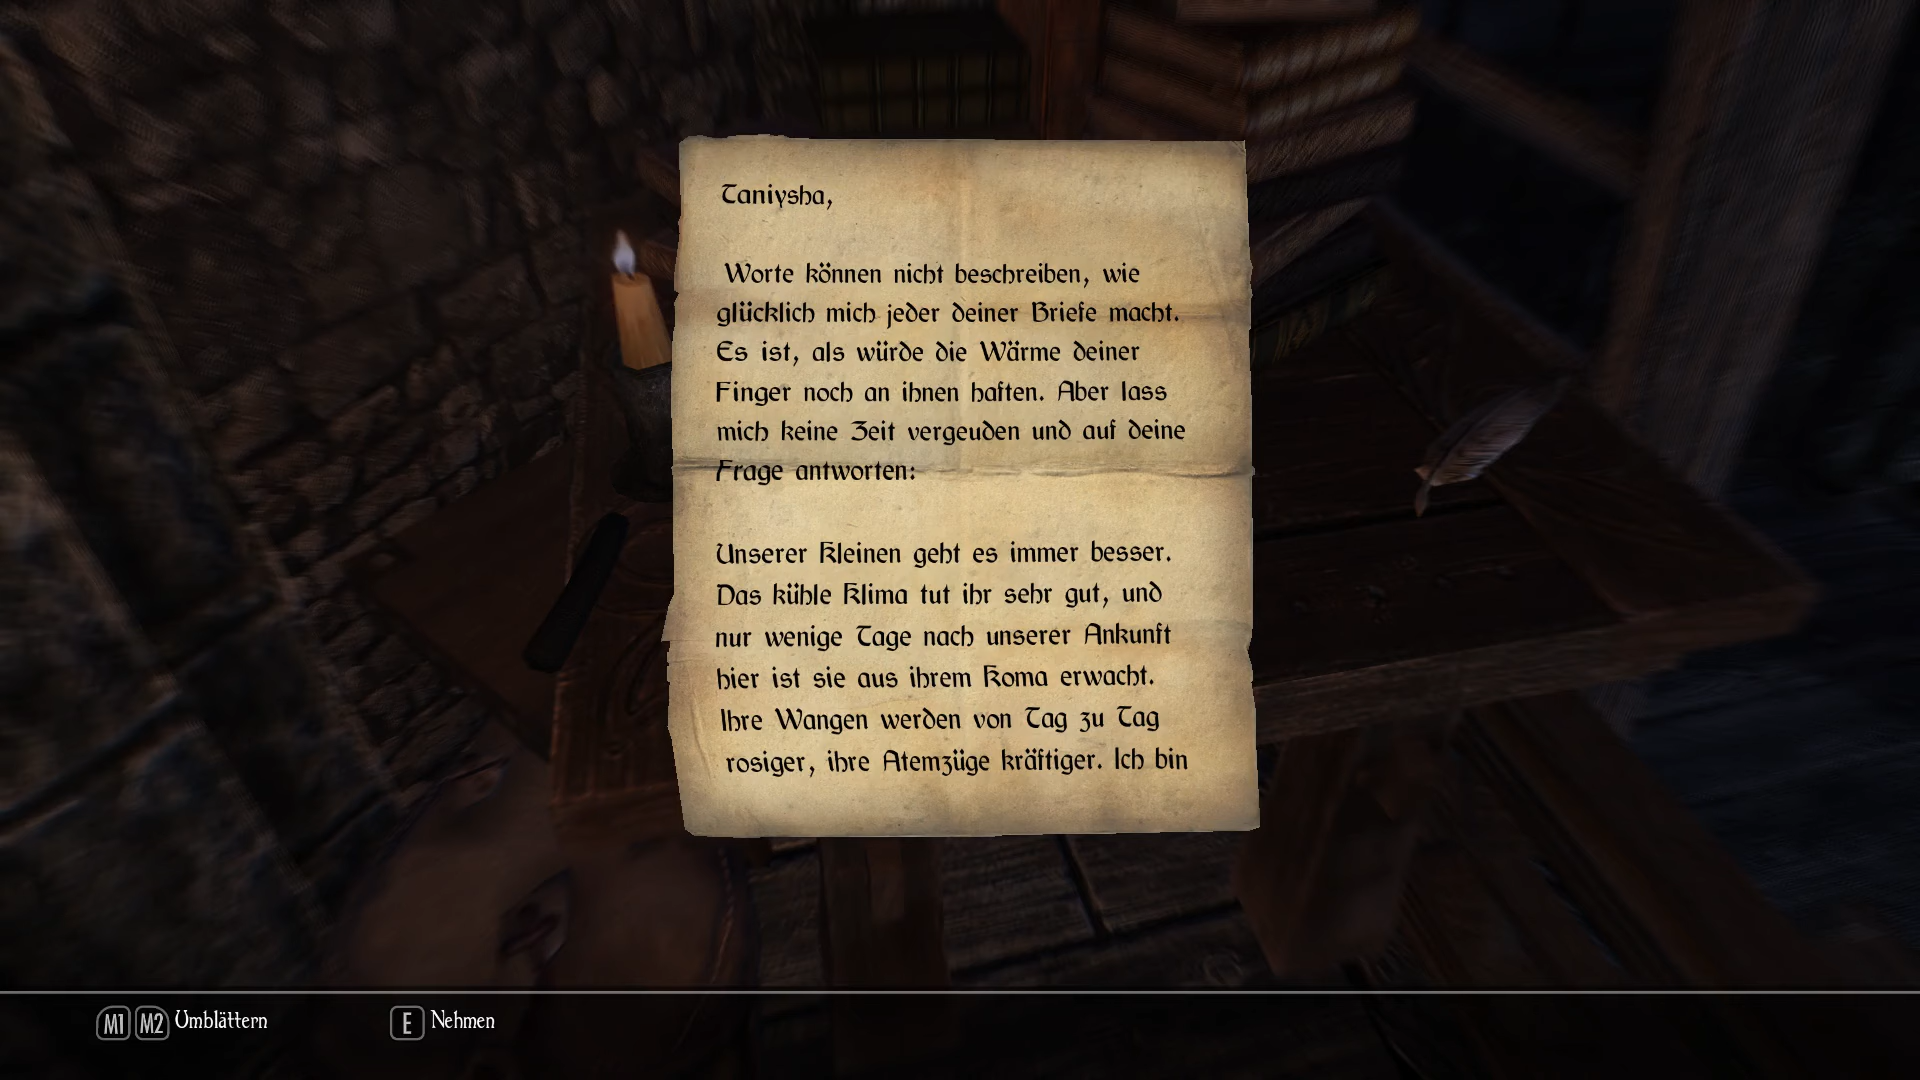 Taniysha,
Worte können nicht beschreiben, wie
glücklich mich jeder deiner Briefe macht.
Es ist, als würde die Wärme deiner
Finger noch an ihnen haften. Aber lass
mich keine Zeit vergeuden und auf deine
Frage antworten:
Unserer Kleinen geht es immer besser.
Das kühle Klima tut ihr sehr gut, und
nur wenige Tage nach unserer Ankunft
hier ist sie aus ihrem Koma erwacht.
Ihre Wangen werden von Tag zu Tag
rosiger, ihre Atemzüge kräftiger. Ich bin
M1 M2 Umblättern E Nehmen